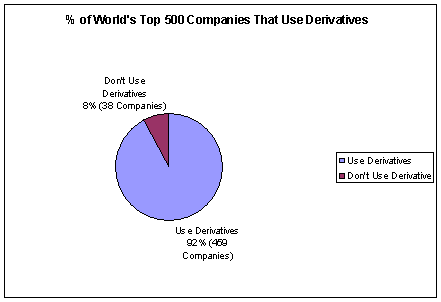 % of World's Top 500 Companies That Use Derivatives
Don't Use
Derivatives
8% (38 Companies)
Use Derivatives
Don't Use Derivative
Use Derivatives
92% (459
Companies)